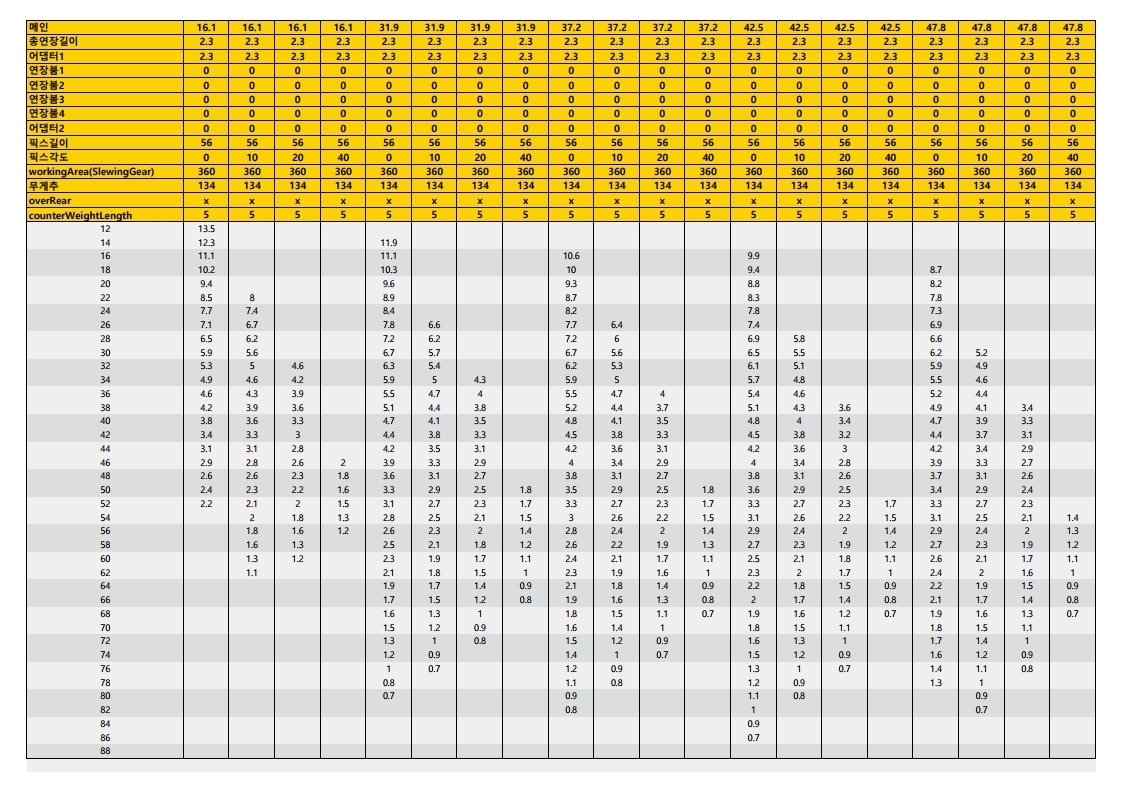 메인 16.1 16.1 16.1 16.1 31.9 31.9 31.9 31.9 37.2 37.2 37.2 37.2 42.5 42.5 42.5 42.5 47.8 47.8 47.8 47.8
총연장길이 2.3 2.3 2.3 2.3 2.3 2.3 2.3 2.3 2.3 2.3 2.3 2.3 2.3 2.3 2.3 2.3 2.3 2.3 2.3 2.3
어댑터1 2.3 2.3 2.3 2.3 2.3 2.3 2.3 2.3 2.3 2.3 2.3 2.3 2.3 2.3 2.3 2.3 2.3 2.3 2.3 2.3
연장붐1 0 0 0 0 0 0 0 0 0 0 0 0 0 0 0 0 0 0 0 0
연장붐2 0 0 0 0 0 0 0 0 0 0 0 0 0 0 0 0 0 0 0 0
연장붐3 0 0 0 0 0 0 0 0 0 0 0 0 0 0 0 0 0 0 0 0
연장붐4 0 0 0 0 0 0 0 0 0 0 0 0 0 0 0 0 0 0 0 0
어댑터2 0 0 0 0 0 0 0 0 0 0 0 0 0 0 0 0 0 0 0 0
픽스길이 56 56 56 56 56 56 56 56 56 56 56 56 56 56 56 56 56 56 56 56
픽스각도 0 10 20 40 0 10 20 40 0 10 20 40 0 10 20 40 0 10 20 40
workingArea(SlewingGear) 360 360 360 360 360 360 360 360 360 360 360 360 360 360 360 360 360 360 360 360
무게추 134 134 134 134 134 134 134 134 134 134 134 134 134 134 134 134 134 134 134 134
overRear x x x x x x x x x x x x x x x x x x x x
counterWeightLength 5 5 5 5 5 5 5 5 5 5 5 5 5 5 5 5 5 5 5 5
12 13.5
14 12.3 11.9
16 11.1 11.1 10.6 9.9
18 10.2 10.3 10 9.4 8.7
20 9.4 9.6 9.3 8.8 8.2
22 8.5 8 8.9 8.7 8.3 7.8
24 7.7 7.4 8.4 8.2 7.8 7.3
26 7.1 6.7 7.8 6.6 7.7 6.4 7.4 6.9
28 6.5 6.2 7.2 6.2 7.2 6 6.9 5.8 6.6
30 5.9 5.6 6.7 5.7 6.7 5.6 6.5 5.5 6.2 5.2
32 5.3 5 4.6 6.3 5.4 6.2 5.3 6.1 5.1 5.9 4.9
34 4.9 4.6 4.2 5.9 5 4.3 5.9 5 5.7 4.8 5.5 4.6
36 4.6 4.3 3.9 5.5 4.7 4 5.5 4.7 4 5.4 4.6 5.2 4.4
38 4.2 3.9 3.6 5.1 4.4 3.8 5.2 4.4 3.7 5.1 4.3 3.6 4.9 4.1 3.4
40 3.8 3.6 3.3 4.7 4.1 3.5 4.8 4.1 3.5 4.8 4 3.4 4.7 3.9 3.3
42 3.4 3.3 3 4.4 3.8 3.3 4.5 3.8 3.3 4.5 3.8 3.2 4.4 3.7 3.1
44 3.1 3.1 2.8 4.2 3.5 3.1 4.2 3.6 3.1 4.2 3.6 3 4.2 3.4 2.9
46 2.9 2.8 2.6 2 3.9 3.3 2.9 4 3.4 2.9 4 3.4 2.8 3.9 3.3 2.7
48 2.6 2.6 2.3 1.8 3.6 3.1 2.7 3.8 3.1 2.7 3.8 3.1 2.6 3.7 3.1 2.6
50 2.4 2.3 2.2 1.6 3.3 2.9 2.5 1.8 3.5 2.9 2.5 1.8 3.6 2.9 2.5 3.4 2.9 2.4
52 2.2 2.1 2 1.5 3.1 2.7 2.3 1.7 3.3 2.7 2.3 1.7 3.3 2.7 2.3 1.7 3.3 2.7 2.3
54 2 1.8 1.3 2.8 2.5 2.1 1.5 3 2.6 2.2 1.5 3.1 2.6 2.2 1.5 3.1 2.5 2.1 1.4
56 1.8 1.6 1.2 2.6 2.3 2 1.4 2.8 2.4 2 1.4 2.9 2.4 2 1.4 2.9 2.4 2 1.3
58 1.6 1.3 2.5 2.1 1.8 1.2 2.6 2.2 1.9 1.3 2.7 2.3 1.9 1.2 2.7 2.3 1.9 1.2
60 1.3 1.2 2.3 1.9 1.7 1.1 2.4 2.1 1.7 1.1 2.5 2.1 1.8 1.1 2.6 2.1 1.7 1.1
62 1.1 2.1 1.8 1.5 1 2.3 1.9 1.6 1 2.3 2 1.7 1 2.4 2 1.6 1
64 1.9 1.7 1.4 0.9 2.1 1.8 1.4 0.9 2.2 1.8 1.5 0.9 2.2 1.9 1.5 0.9
66 1.7 1.5 1.2 0.8 1.9 1.6 1.3 0.8 2 1.7 1.4 0.8 2.1 1.7 1.4 0.8
68 1.6 1.3 1 1.8 1.5 1.1 0.7 1.9 1.6 1.2 0.7 1.9 1.6 1.3 0.7
70 1.5 1.2 0.9 1.6 1.4 1 1.8 1.5 1.1 1.8 1.5 1.1
72 1.3 1 0.8 1.5 1.2 0.9 1.6 1.3 1 1.7 1.4 1
74 1.2 0.9 1.4 1 0.7 1.5 1.2 0.9 1.6 1.2 0.9
76 1 0.7 1.2 0.9 1.3 1 0.7 1.4 1.1 0.8
78 0.8 1.1 0.8 1.2 0.9 1.3 1
80 0.7 0.9 1.1 0.8 0.9
82 0.8 1 0.7
84 0.9
86 0.7
88